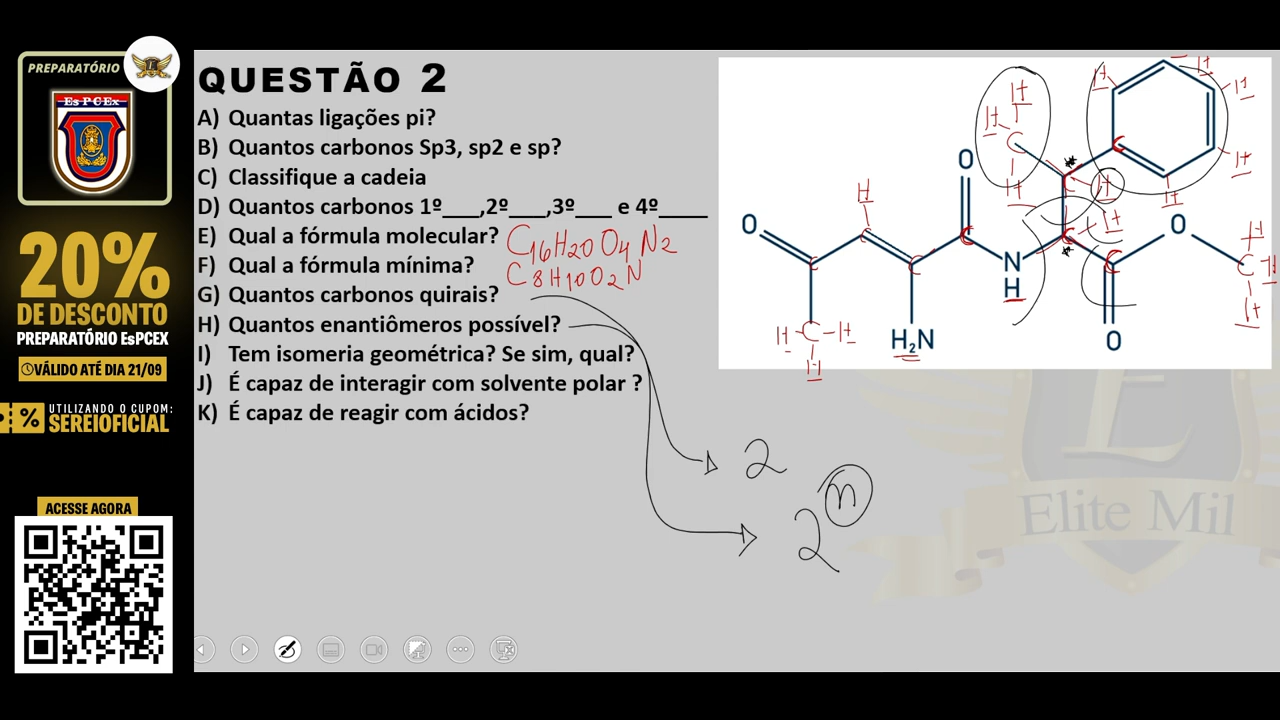 PREPARATÓRIO
EsPCEx
20%
DE DESCONTO
PREPARATÓRIO EsPCEX
VÁLIDO ATÉ DIA 21/09
% UTILIZANDO O CUPOM:
SEREIOFICIAL
ACESSE AGORA
QUESTÃO 2
A) Quantas ligações pi?
B) Quantos carbonos Sp3, sp2 e sp?
C) Classifique a cadeia
D) Quantos carbonos 1º___,2º___,3º___ e 4º____
E) Qual a fórmula molecular? C16H20O4N2
F) Qual a fórmula mínima? C8H10O2N
G) Quantos carbonos quirais?
H) Quantos enantiômeros possível?
I) Tem isomeria geométrica? Se sim, qual?
J) É capaz de interagir com solvente polar ?
K) É capaz de reagir com ácidos?
2
2^n
H H
H H
H C H
O * C H
H H H
O C C C C * C H O H
C C N C C H
H H
H C H H2N O
H
Elite Mil